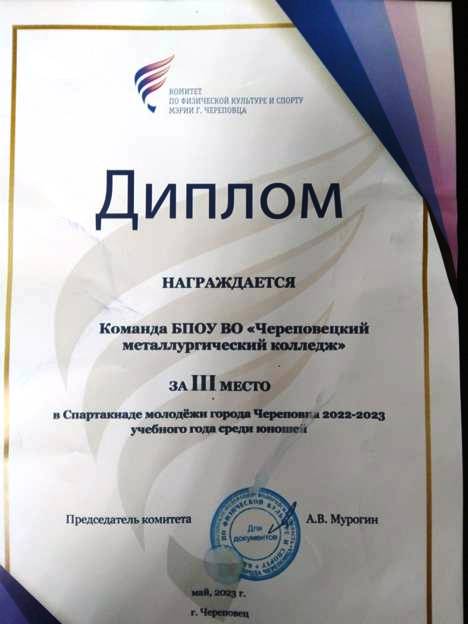 КОМИТЕТ
ПО ФИЗИЧЕСКОЙ КУЛЬТУРЕ И СПОРТУ
МЭРИИ Г. ЧЕРЕПОВЦА
Диплом
НАГРАЖДАЕТСЯ
Команда БПОУ ВО «Череповецкий
металлургический колледж»
ЗА III МЕСТО
в Спартакиаде молодёжи города Череповца 2022-2023
учебного года среди юношей
Председатель комитета
Для
документов
А.В. Мурогин
май, 2023 г.
г. Череповец